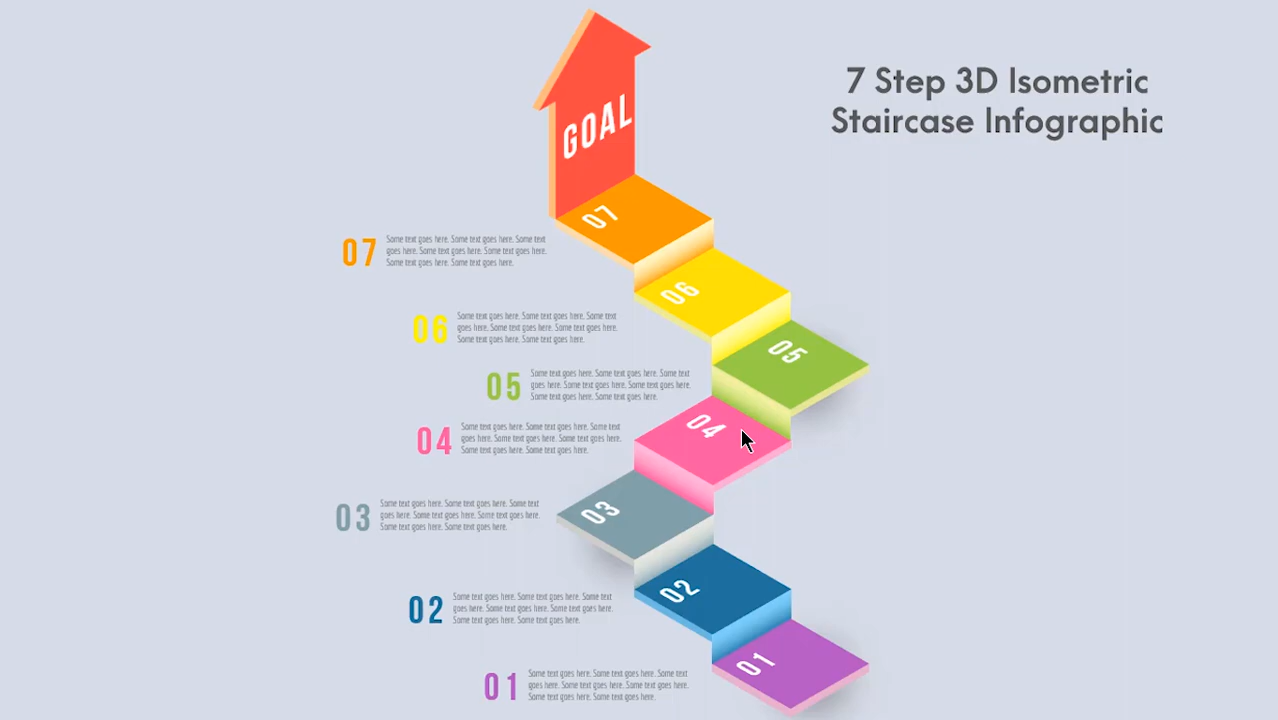 7 Step 3D Isometric
Staircase Infographic
GOAL
07
06
05
04
03
02
01
07
Some text goes here. Some text goes here. Some text
goes here. Some text goes here. Some text goes here.
Some text goes here. Some text goes here.
06
Some text goes here. Some text goes here. Some text
goes here. Some text goes here. Some text goes here.
Some text goes here. Some text goes here.
05
Some text goes here. Some text goes here. Some text
goes here. Some text goes here. Some text goes here.
Some text goes here. Some text goes here.
04
Some text goes here. Some text goes here. Some text
goes here. Some text goes here. Some text goes here.
Some text goes here. Some text goes here.
03
Some text goes here. Some text goes here. Some text
goes here. Some text goes here. Some text goes here.
Some text goes here. Some text goes here.
02
Some text goes here. Some text goes here. Some text
goes here. Some text goes here. Some text goes here.
Some text goes here. Some text goes here.
01
Some text goes here. Some text goes here. Some text
goes here. Some text goes here. Some text goes here.
Some text goes here. Some text goes here.